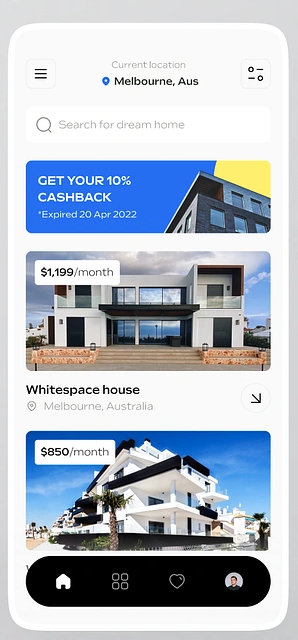 Current location
Melbourne, Aus
Search for dream home
GET YOUR 10%
CASHBACK
*Expired 20 Apr 2022
$1,199/month
Whitespace house
Melbourne, Australia
$850/month